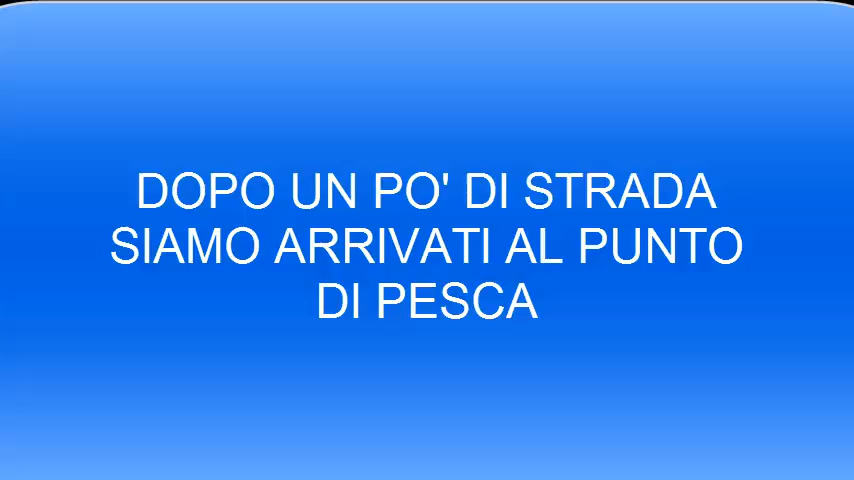 DOPO UN PO' DI STRADA
SIAMO ARRIVATI AL PUNTO
DI PESCA